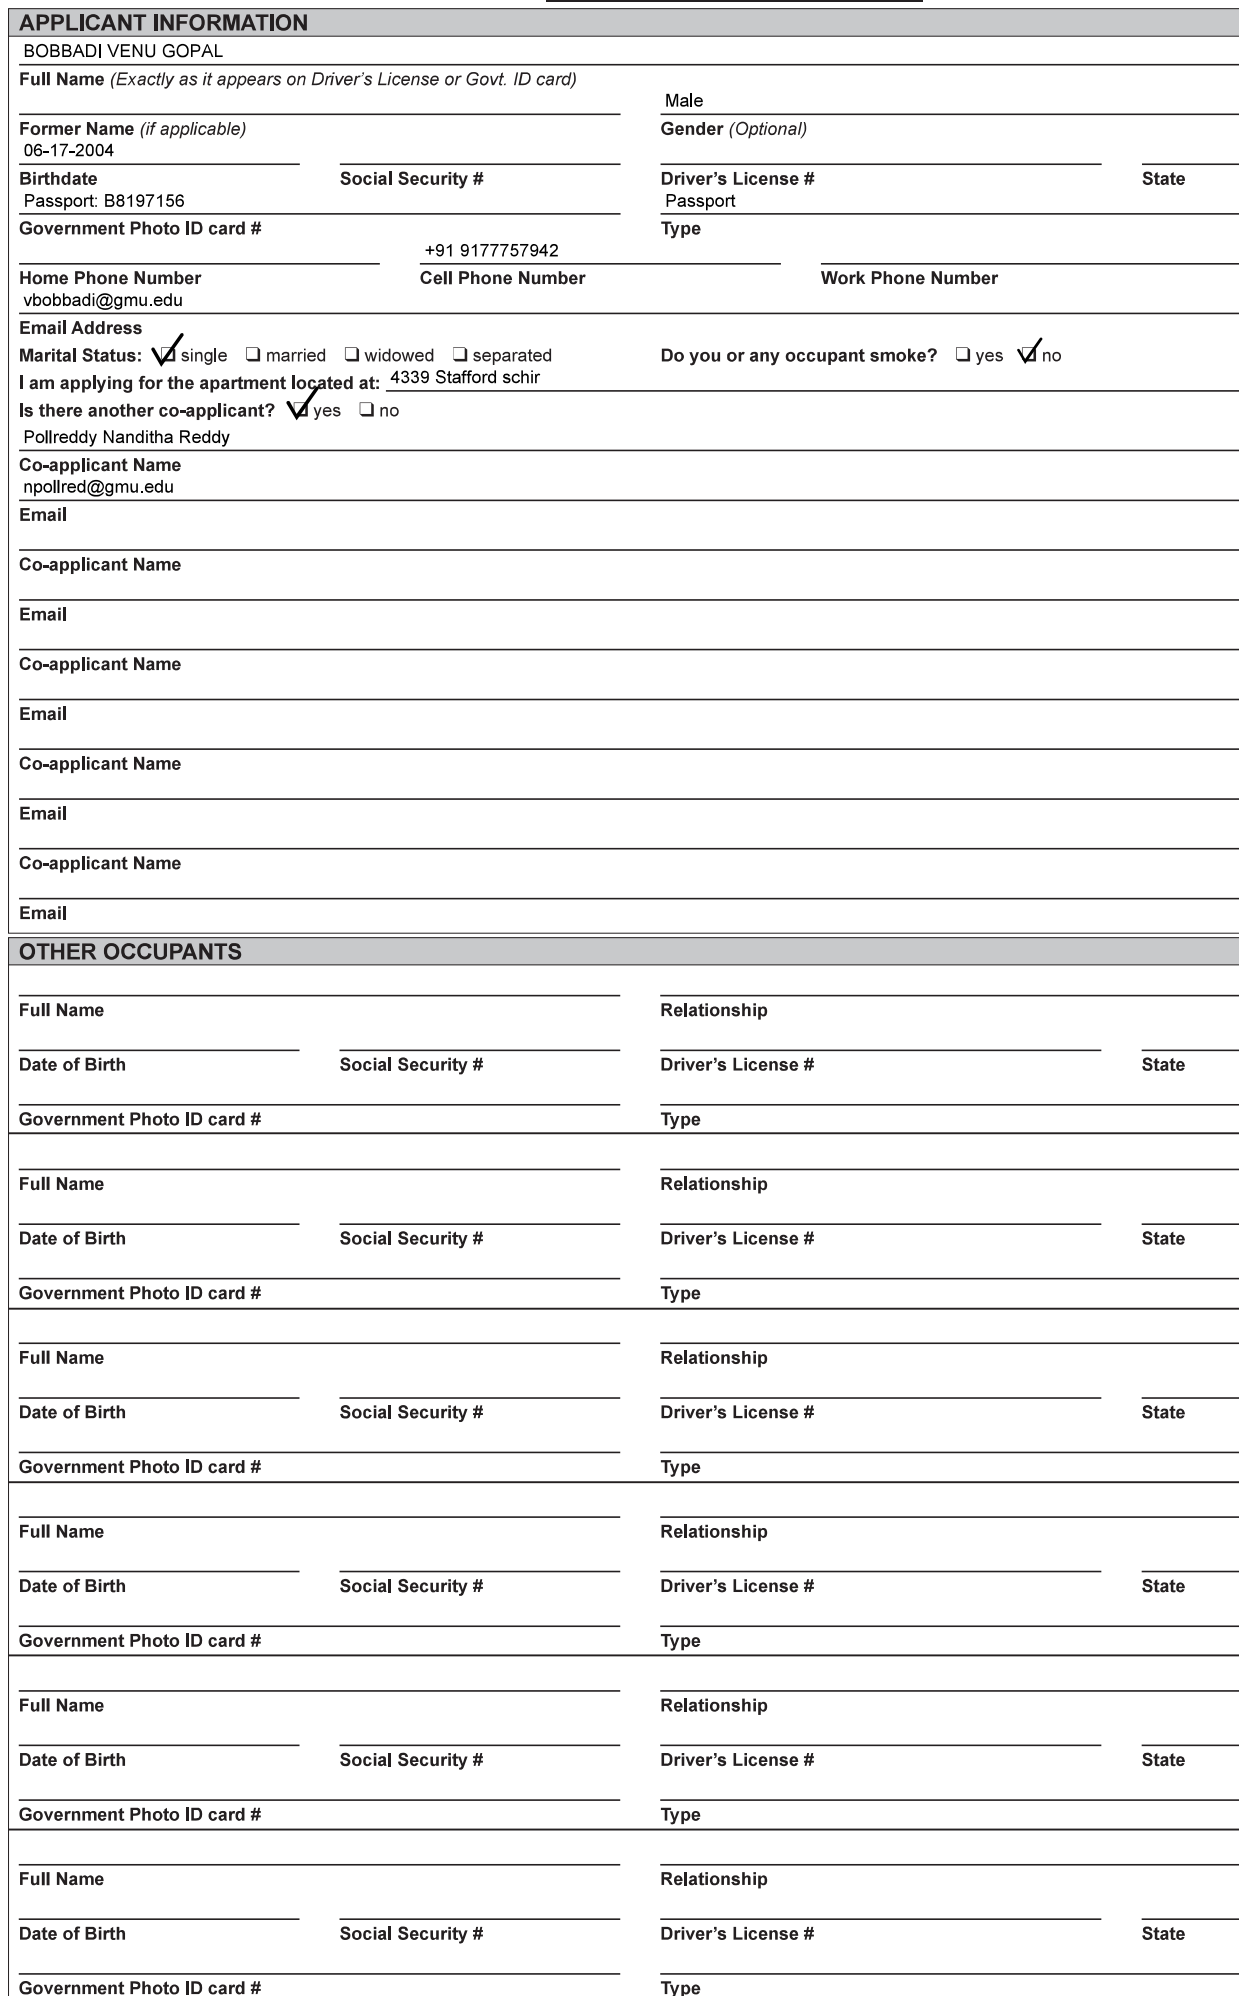 APPLICANT INFORMATION
BOBBADI VENU GOPAL
Full Name (Exactly as it appears on Driver's License or Govt. ID card)
Male
Former Name (if applicable) Gender (Optional)
06-17-2004
Birthdate Social Security # Driver's License # State
Passport: B8197156 Passport
Government Photo ID card # Type
+91 9177757942
Home Phone Number Cell Phone Number Work Phone Number
vbobbadi@gmu.edu
Email Address
Marital Status: ☑ single ❑ married ❑ widowed ❑ separated Do you or any occupant smoke? ❑ yes ☑ no
I am applying for the apartment located at: 4339 Stafford schir
Is there another co-applicant? ☑ yes ❑ no
Pollreddy Nanditha Reddy
Co-applicant Name
npollred@gmu.edu
Email
Co-applicant Name
Email
Co-applicant Name
Email
Co-applicant Name
Email
Co-applicant Name
Email
OTHER OCCUPANTS
Full Name Relationship
Date of Birth Social Security # Driver's License # State
Government Photo ID card # Type
Full Name Relationship
Date of Birth Social Security # Driver's License # State
Government Photo ID card # Type
Full Name Relationship
Date of Birth Social Security # Driver's License # State
Government Photo ID card # Type
Full Name Relationship
Date of Birth Social Security # Driver's License # State
Government Photo ID card # Type
Full Name Relationship
Date of Birth Social Security # Driver's License # State
Government Photo ID card # Type
Full Name Relationship
Date of Birth Social Security # Driver's License # State
Government Photo ID card # Type